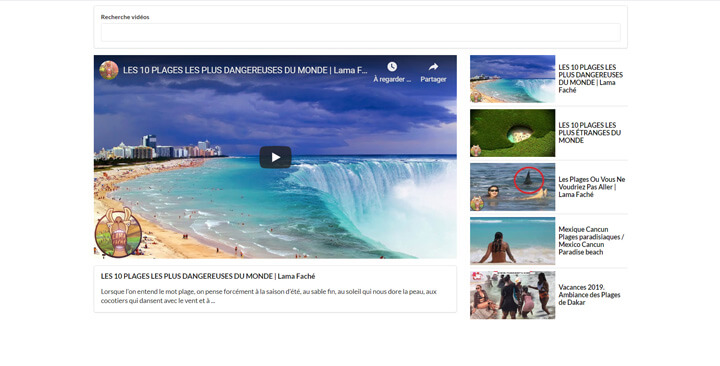 Recherche vidéos
LES 10 PLAGES LES PLUS DANGEREUSES DU MONDE | Lama F...
À regarder ...
Partager
LES 10 PLAGES LES PLUS DANGEREUSES DU MONDE | Lama Faché
Lorsque l'on entend le mot plage, on pense forcément à la saison d'été, au sable fin, au soleil qui nous dore la peau, aux
cocotiers qui dansent avec le vent et à ...
LES 10 PLAGES LES
PLUS DANGEREUSES
DU MONDE | Lama
Faché
LES 10 PLAGES LES
PLUS ÉTRANGES DU
MONDE
Les Plages Ou Vous Ne
Voudriez Pas Aller |
Lama Faché
Mexique Cancun
Plages paradisiaques /
Mexico Cancun
Paradise beach
Vacances 2019.
Ambiance des Plages
de Dakar